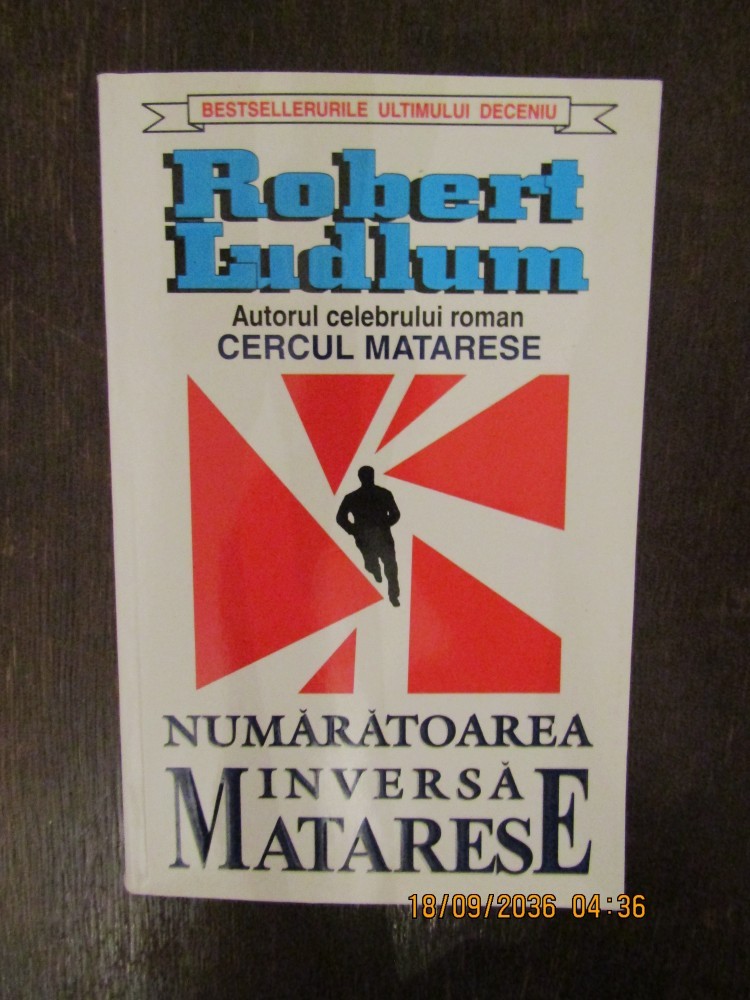 BESTSELLERURILE ULTIMULUI DECENIU
Robert
Ludlum
Autorul celebrului roman
CERCUL MATARESE
NUMĂRĂTOAREA
INVERSĂ
MATARESE
18/09/2036 04:36